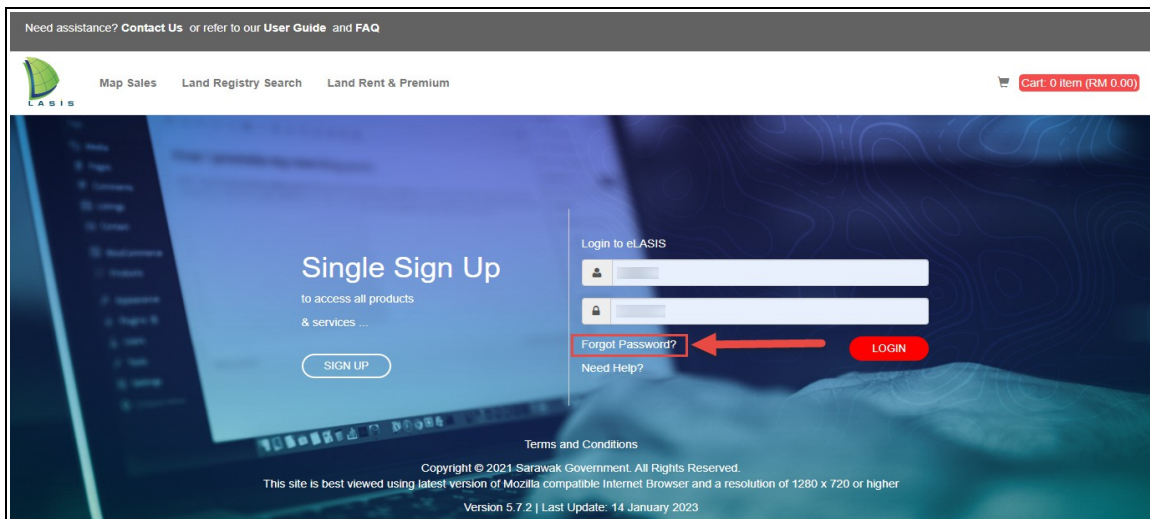 Need assistance? Contact Us or refer to our User Guide and FAQ
LASIS
Map Sales Land Registry Search Land Rent & Premium Cart: 0 item (RM 0.00)
Login to eLASIS
Single Sign Up
to access all products
& services ...
SIGN UP
Forgot Password?
LOGIN
Need Help?
Terms and Conditions
Copyright © 2021 Sarawak Government. All Rights Reserved.
This site is best viewed using latest version of Mozilla compatible Internet Browser and a resolution of 1280 x 720 or higher
Version 5.7.2 | Last Update: 14 January 2023